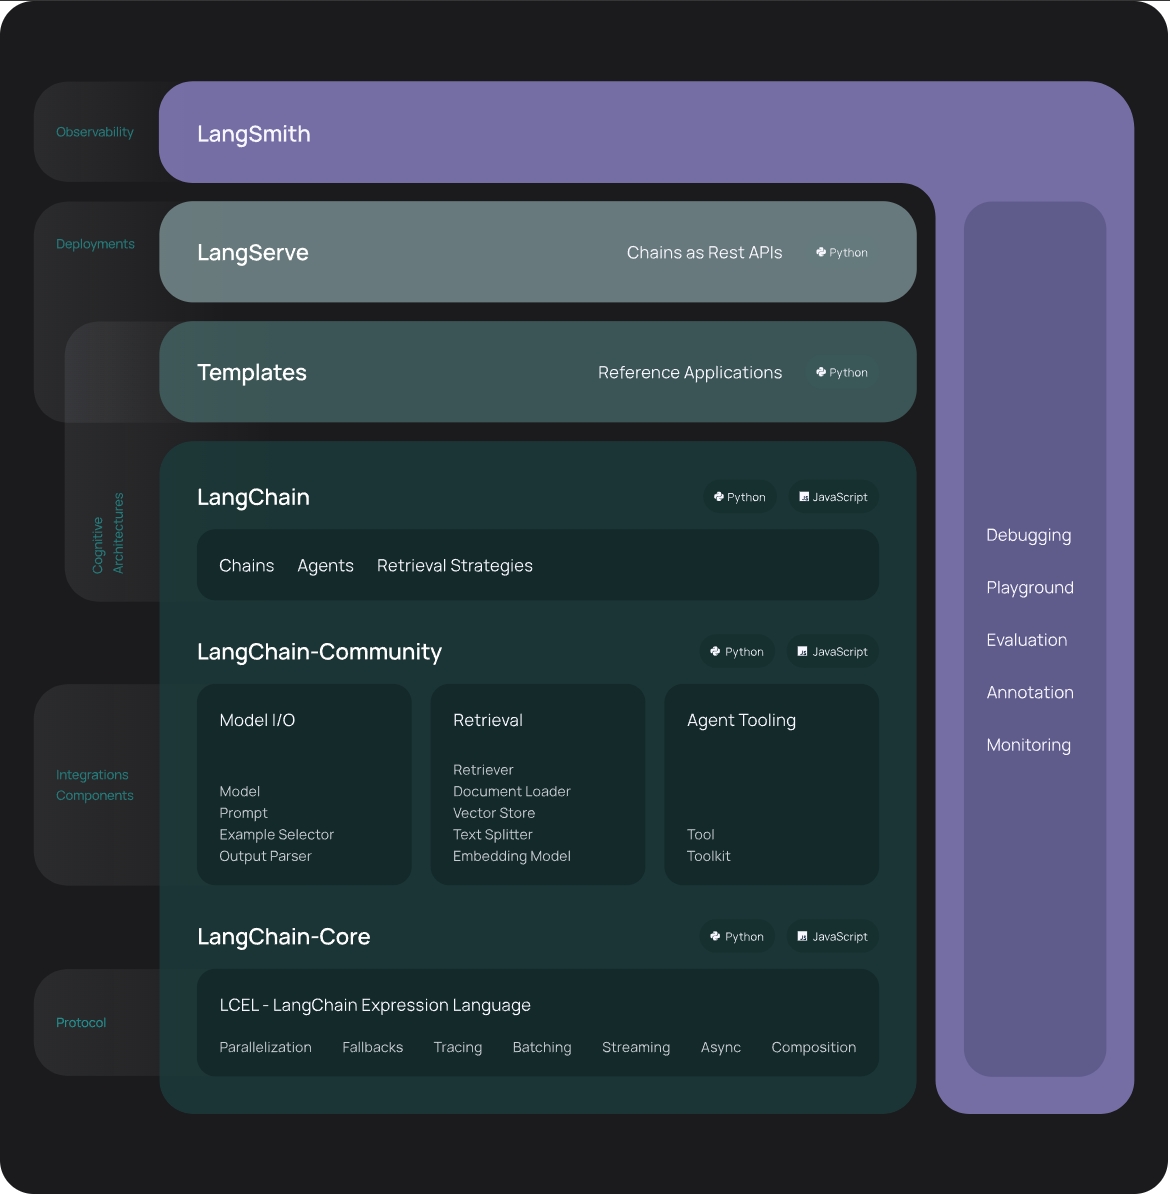 Observability
LangSmith
Deployments
LangServe
Chains as Rest APIs
Python
Templates
Reference Applications
Python
Cognitive
Architectures
LangChain
Python
JavaScript
Chains Agents Retrieval Strategies
LangChain-Community
Python
JavaScript
Integrations
Components
Model I/O
Model
Prompt
Example Selector
Output Parser
Retrieval
Retriever
Document Loader
Vector Store
Text Splitter
Embedding Model
Agent Tooling
Tool
Toolkit
LangChain-Core
Python
JavaScript
Protocol
LCEL - LangChain Expression Language
Parallelization Fallbacks Tracing Batching Streaming Async Composition
Debugging
Playground
Evaluation
Annotation
Monitoring